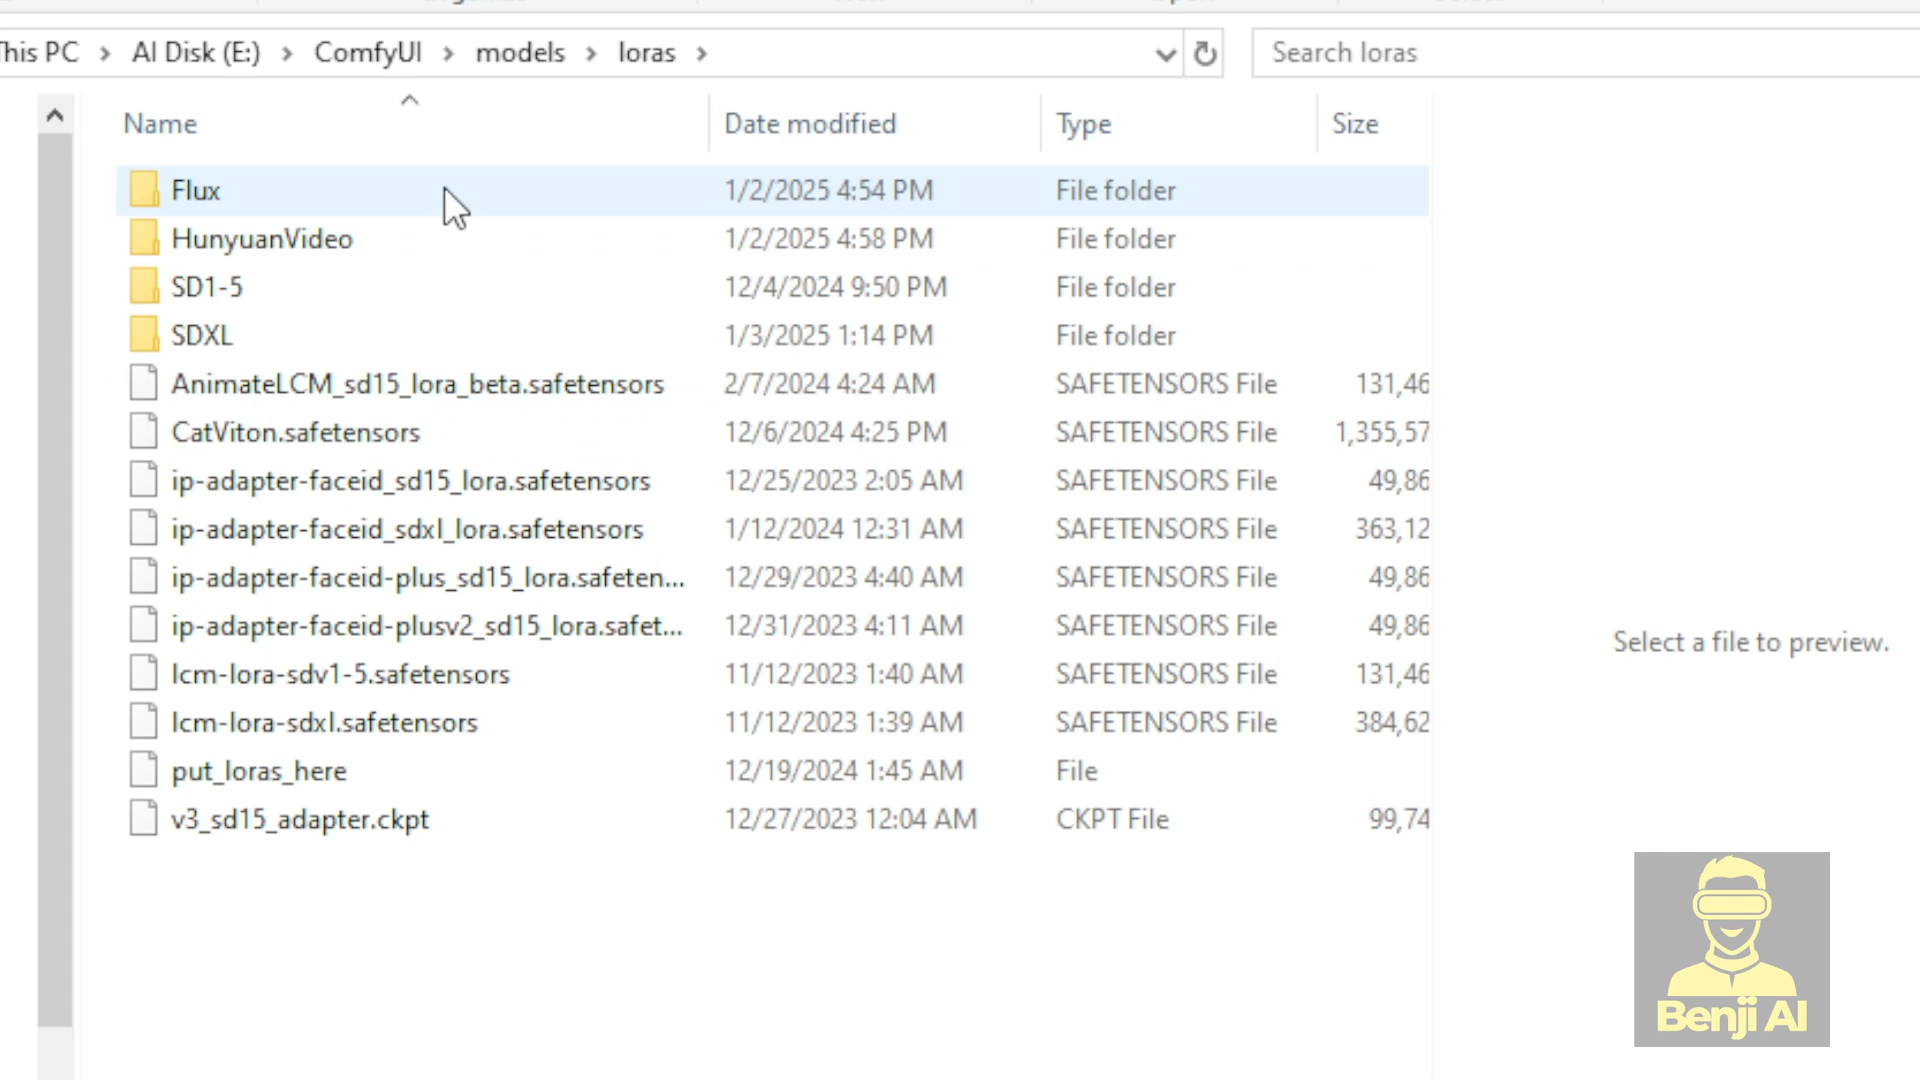 This PC > AI Disk (E:) > ComfyUI > models > loras >
Search loras
Name Date modified Type Size
Flux 1/2/2025 4:54 PM File folder
HunyuanVideo 1/2/2025 4:58 PM File folder
SD1-5 12/4/2024 9:50 PM File folder
SDXL 1/3/2025 1:14 PM File folder
AnimateLCM_sd15_lora_beta.safetensors 2/7/2024 4:24 AM SAFETENSORS File 131,46
CatViton.safetensors 12/6/2024 4:25 PM SAFETENSORS File 1,355,57
ip-adapter-faceid_sd15_lora.safetensors 12/25/2023 2:05 AM SAFETENSORS File 49,86
ip-adapter-faceid_sdxl_lora.safetensors 1/12/2024 12:31 AM SAFETENSORS File 363,12
ip-adapter-faceid-plus_sd15_lora.safeten... 12/29/2023 4:40 AM SAFETENSORS File 49,86
ip-adapter-faceid-plusv2_sd15_lora.safet... 12/31/2023 4:11 AM SAFETENSORS File 49,86
lcm-lora-sdv1-5.safetensors 11/12/2023 1:40 AM SAFETENSORS File 131,46
lcm-lora-sdxl.safetensors 11/12/2023 1:39 AM SAFETENSORS File 384,62
put_loras_here 12/19/2024 1:45 AM File
v3_sd15_adapter.ckpt 12/27/2023 12:04 AM CKPT File 99,74
Select a file to preview.
Benji AI